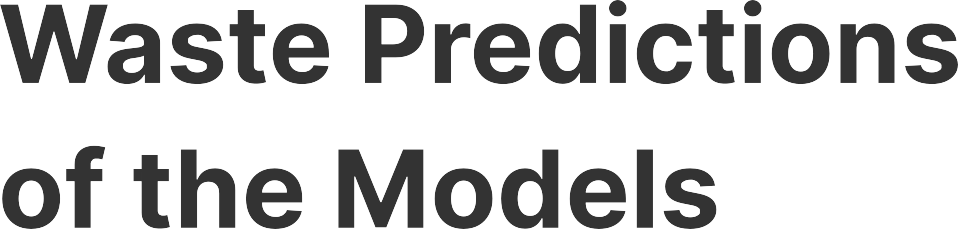 Waste Predictions
of the Models